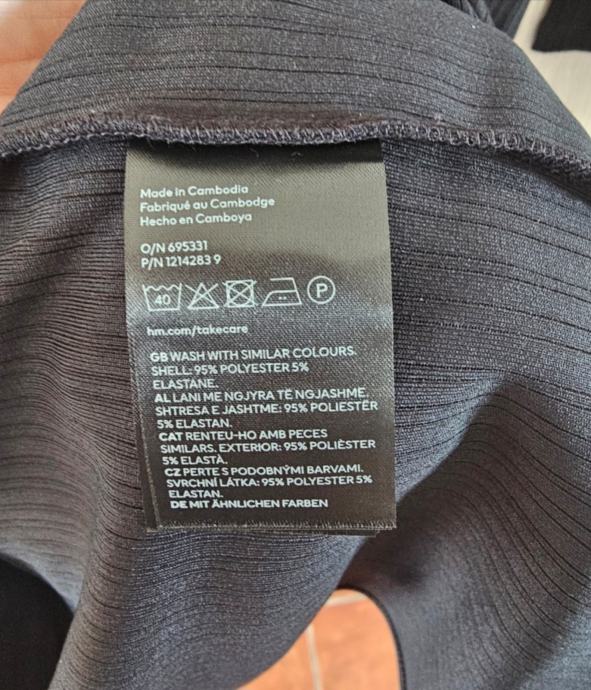 Made in Cambodia
Fabriqué au Cambodge
Hecho en Camboya
O/N 695331
P/N 1214283 9
40 P
hm.com/takecare
GB WASH WITH SIMILAR COLOURS.
SHELL: 95% POLYESTER 5%
ELASTANE.
AL LANI ME NGJYRA TË NGJASHME.
SHTRESA E JASHTME: 95% POLIESTËR
5% ELASTAN.
CAT RENTEU-HO AMB PECES
SIMILARS. EXTERIOR: 95% POLIÈSTER
5% ELASTÀ.
CZ PERTE S PODOBNÝMI BARVAMI.
SVRCHNÍ LÁTKA: 95% POLYESTER 5%
ELASTAN.
DE MIT ÄHNLICHEN FARBEN